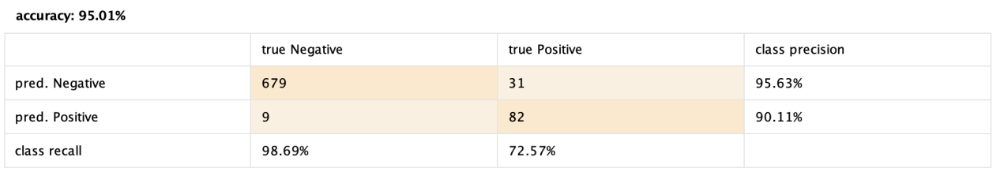 accuracy: 95.01%
true Negative true Positive class precision
pred. Negative 679 31 95.63%
pred. Positive 9 82 90.11%
class recall 98.69% 72.57%